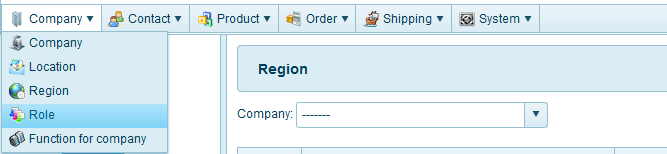 Company Contact Product Order Shipping System
Company
Location
Region
Role
Function for company
Region
Company: -------